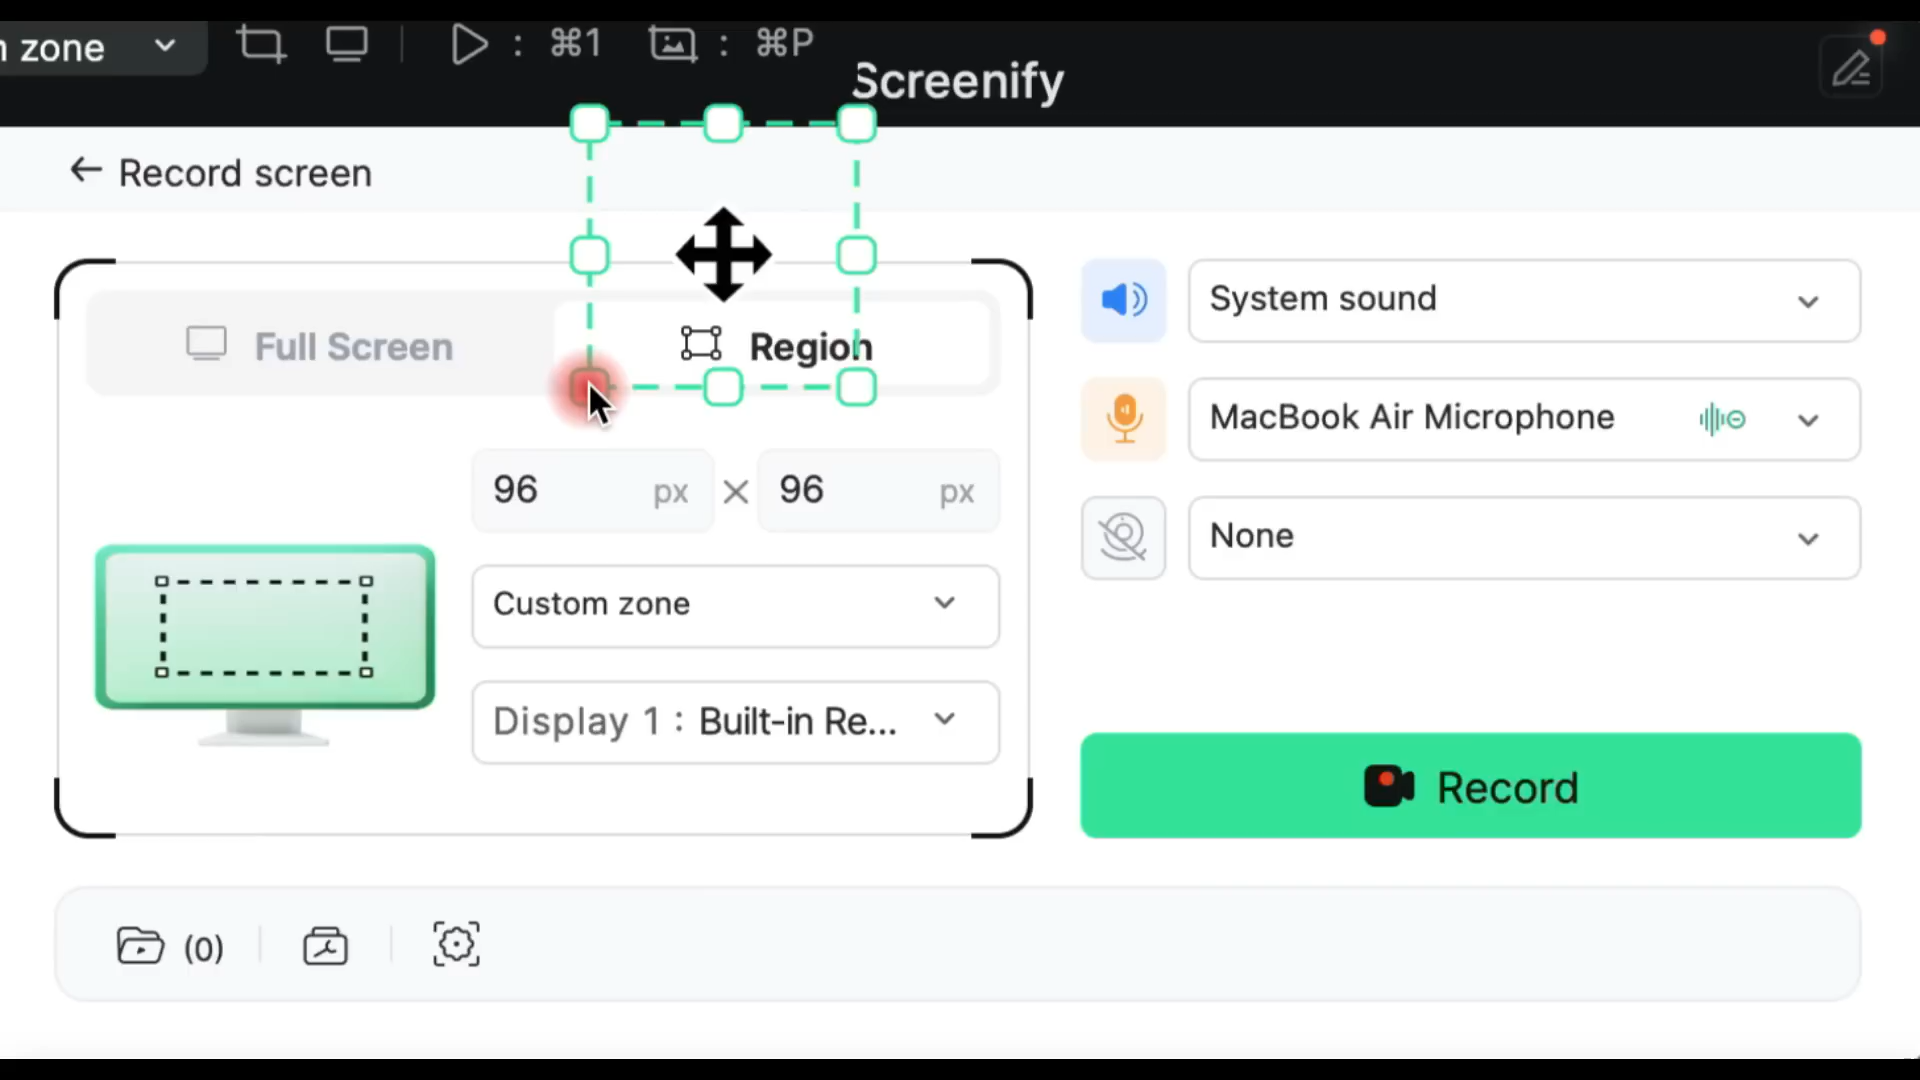 n zone : ⌘1 : ⌘P
Screenify
Record screen
Full Screen
Region
System sound
MacBook Air Microphone
96 px × 96 px
None
Custom zone
Display 1 : Built-in Re...
Record
(0)